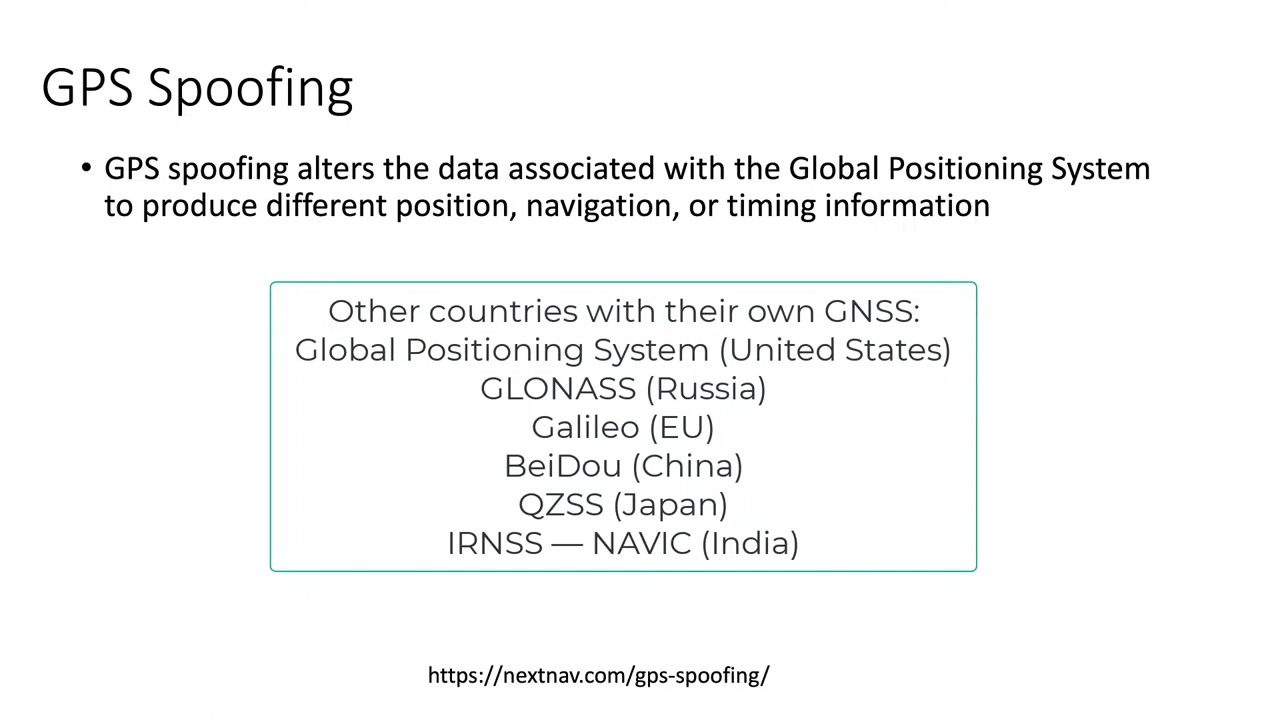 GPS Spoofing
• GPS spoofing alters the data associated with the Global Positioning System
to produce different position, navigation, or timing information
Other countries with their own GNSS:
Global Positioning System (United States)
GLONASS (Russia)
Galileo (EU)
BeiDou (China)
QZSS (Japan)
IRNSS — NAVIC (India)
https://nextnav.com/gps-spoofing/